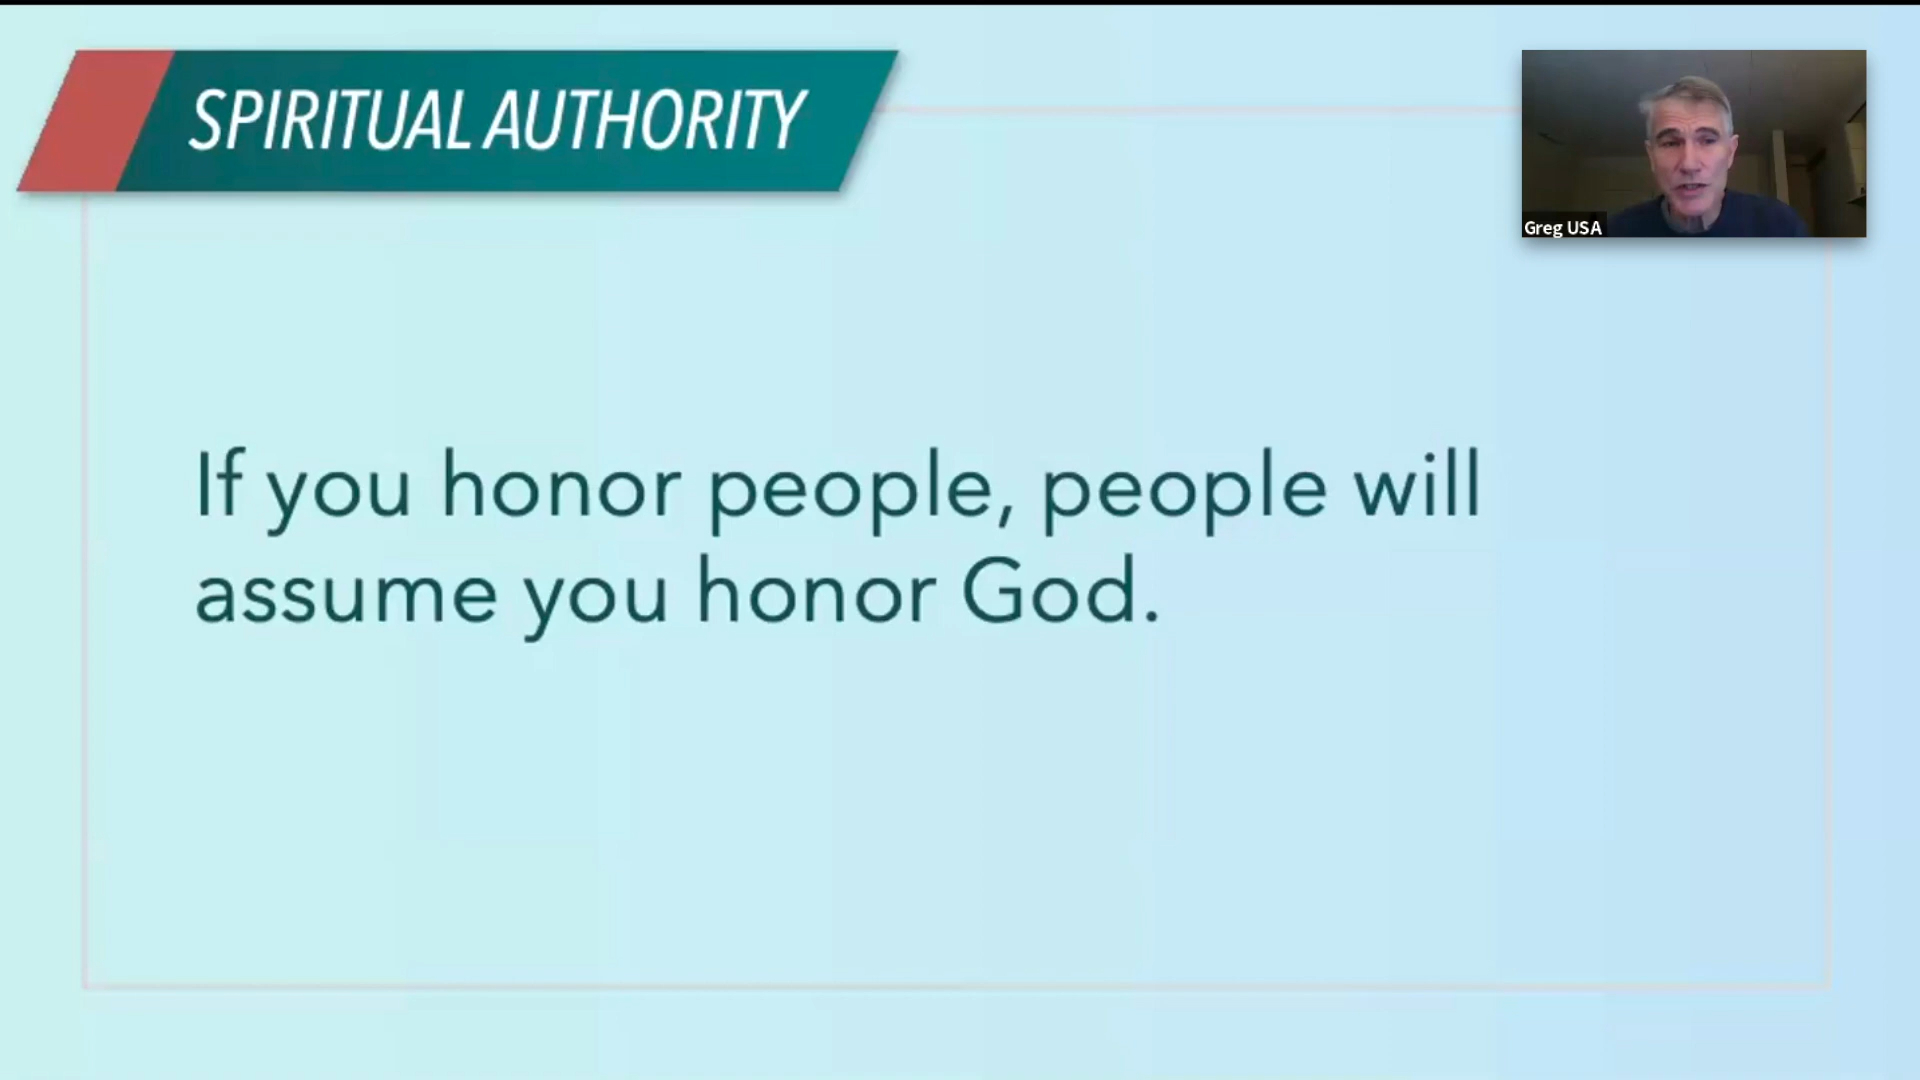 SPIRITUAL AUTHORITY
Greg USA
If you honor people, people will
assume you honor God.